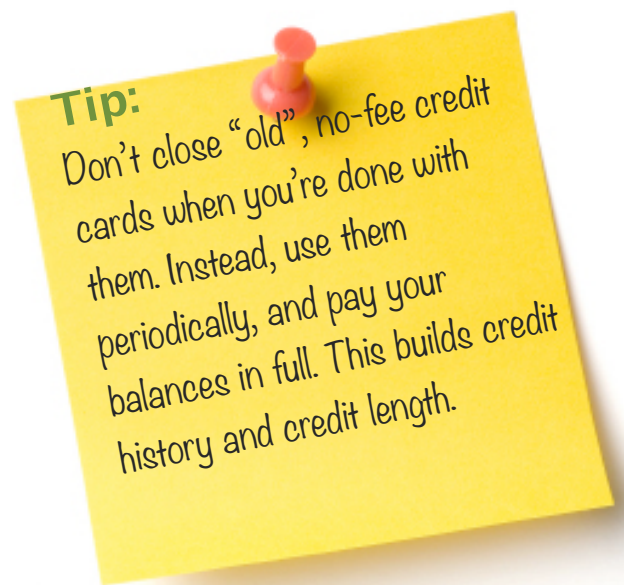 Tip:
Don't close “old”, no-fee credit
cards when you're done with
them. Instead, use them
periodically, and pay your
balances in full. This builds credit
history and credit length.